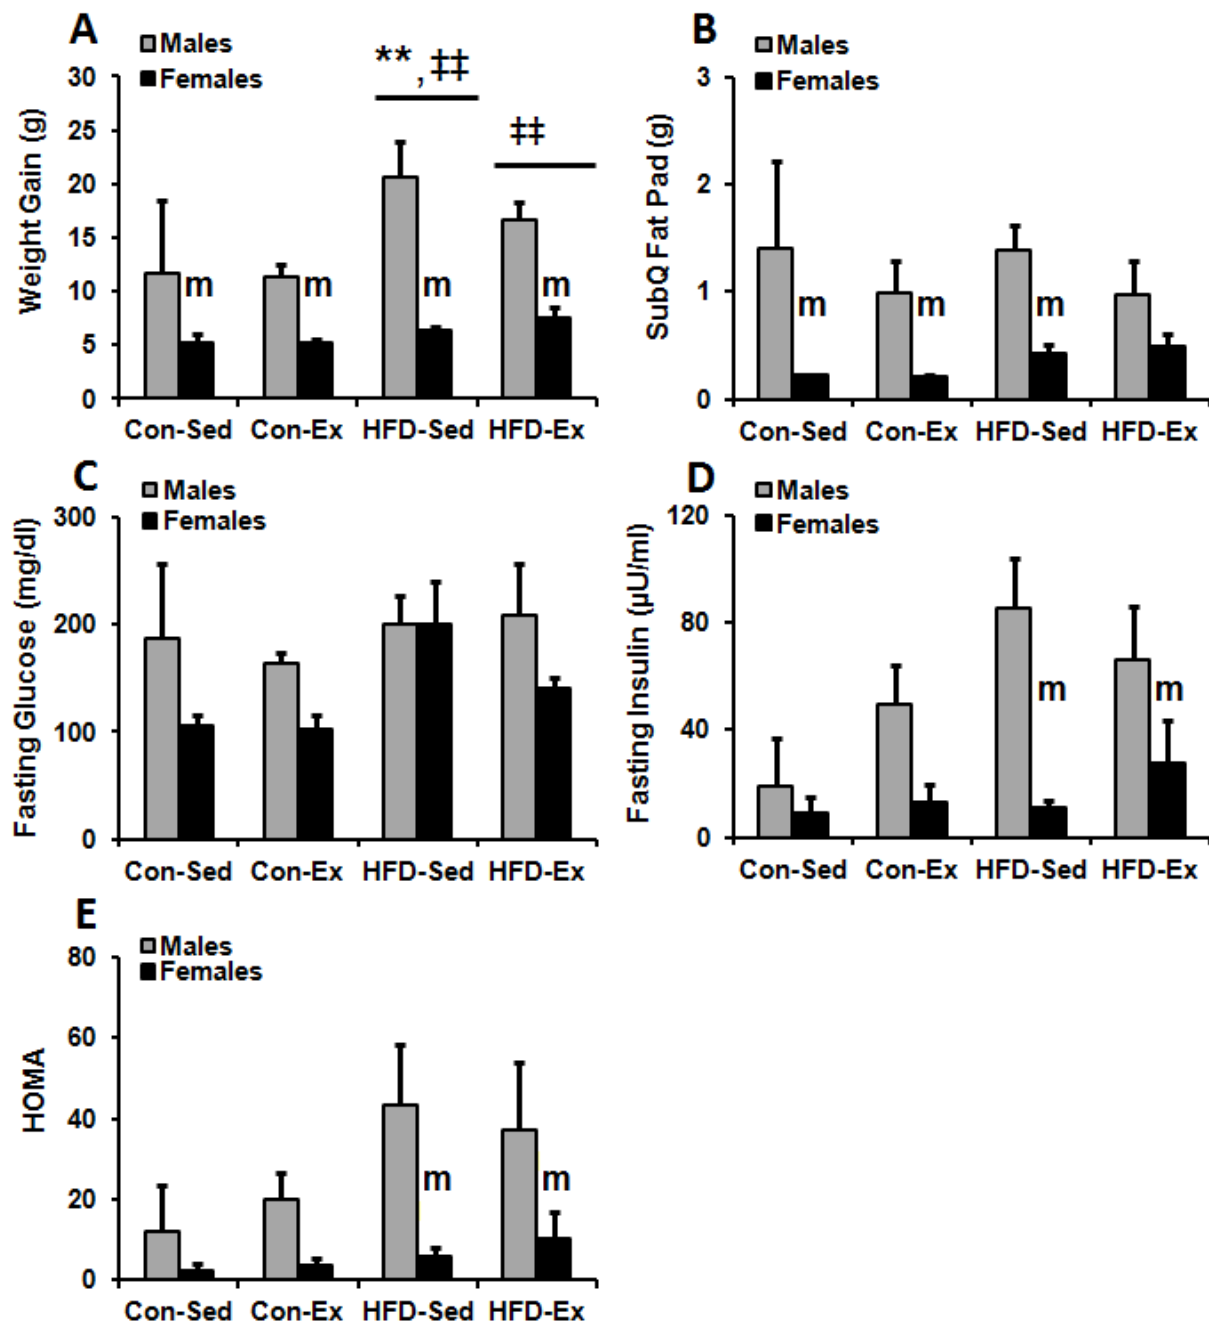 A
Males
Females
**, ‡‡
‡‡
Weight Gain (g)
30
25
20
15
10
5
0
m
m
m
m
Con-Sed
Con-Ex
HFD-Sed
HFD-Ex
B
Males
Females
SubQ Fat Pad (g)
3
2
1
0
m
m
m
Con-Sed
Con-Ex
HFD-Sed
HFD-Ex
C
Males
Females
Fasting Glucose (mg/dl)
300
200
100
0
Con-Sed
Con-Ex
HFD-Sed
HFD-Ex
D
Males
Females
Fasting Insulin (µU/ml)
120
80
40
0
m
m
Con-Sed
Con-Ex
HFD-Sed
HFD-Ex
E
Males
Females
HOMA
80
60
40
20
0
m
m
Con-Sed
Con-Ex
HFD-Sed
HFD-Ex